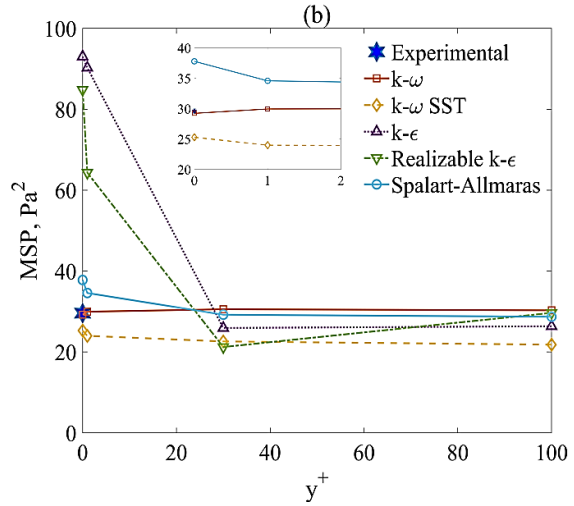 (b)
100
80
60
40
20
0
MSP, Pa²
40
35
30
25
20
0
1
2
Experimental
k-ω
k-ω SST
k-ϵ
Realizable k-ϵ
Spalart-Allmaras
0
20
40
60
80
100
y⁺